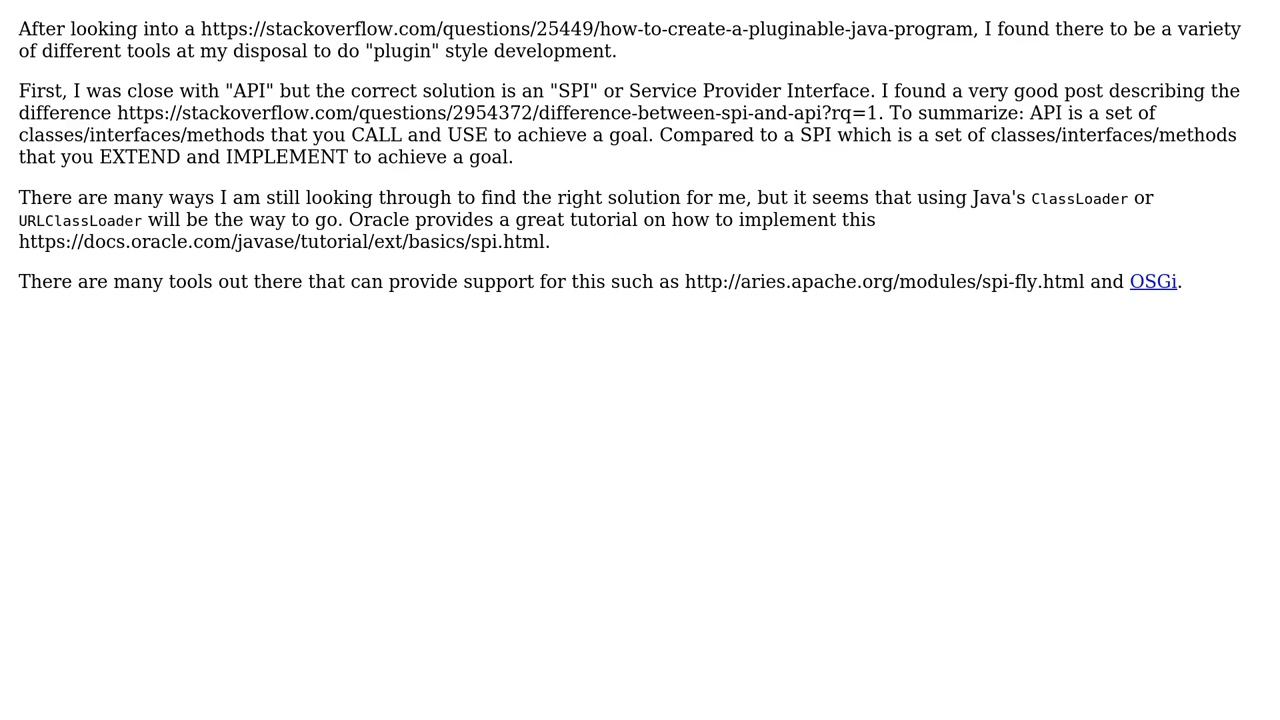 After looking into a https://stackoverflow.com/questions/25449/how-to-create-a-pluginable-java-program, I found there to be a variety
of different tools at my disposal to do "plugin" style development.
First, I was close with "API" but the correct solution is an "SPI" or Service Provider Interface. I found a very good post describing the
difference https://stackoverflow.com/questions/2954372/difference-between-spi-and-api?rq=1. To summarize: API is a set of
classes/interfaces/methods that you CALL and USE to achieve a goal. Compared to a SPI which is a set of classes/interfaces/methods
that you EXTEND and IMPLEMENT to achieve a goal.
There are many ways I am still looking through to find the right solution for me, but it seems that using Java's ClassLoader or
URLClassLoader will be the way to go. Oracle provides a great tutorial on how to implement this
https://docs.oracle.com/javase/tutorial/ext/basics/spi.html.
There are many tools out there that can provide support for this such as http://aries.apache.org/modules/spi-fly.html and OSGi.